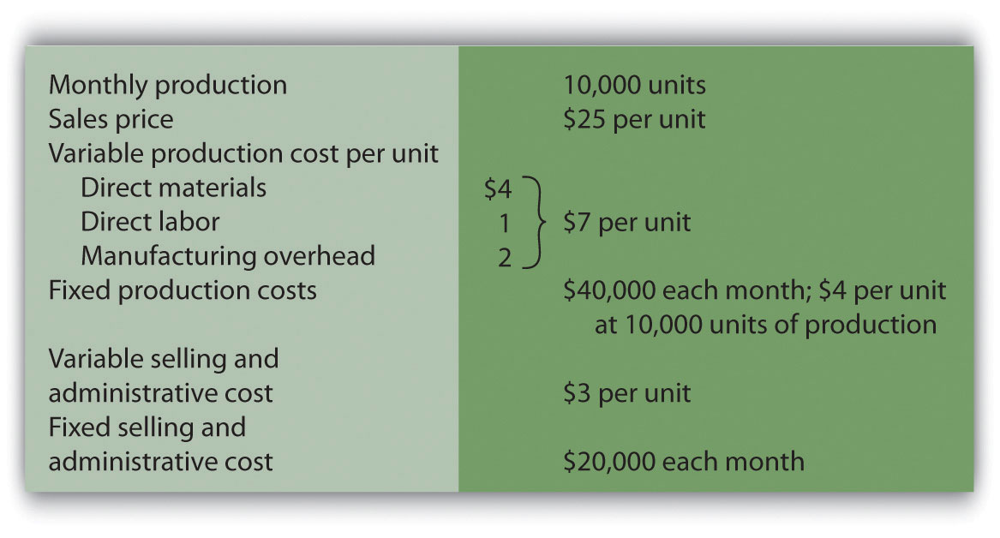 Monthly production 10,000 units
Sales price $25 per unit
Variable production cost per unit
Direct materials $4
Direct labor 1 $7 per unit
Manufacturing overhead 2
Fixed production costs $40,000 each month; $4 per unit
at 10,000 units of production
Variable selling and
administrative cost $3 per unit
Fixed selling and
administrative cost $20,000 each month